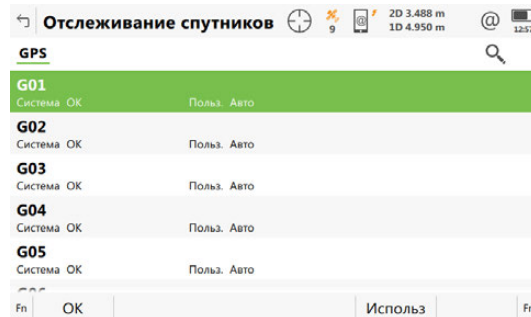 Отслеживание спутников 9 @ 2D 3.488 m @
1D 4.950 m 12:57
GPS
G01
Система OK Польз. Авто
G02
Система OK Польз. Авто
G03
Система OK Польз. Авто
G04
Система OK Польз. Авто
G05
Система OK Польз. Авто
Fn OK Использ